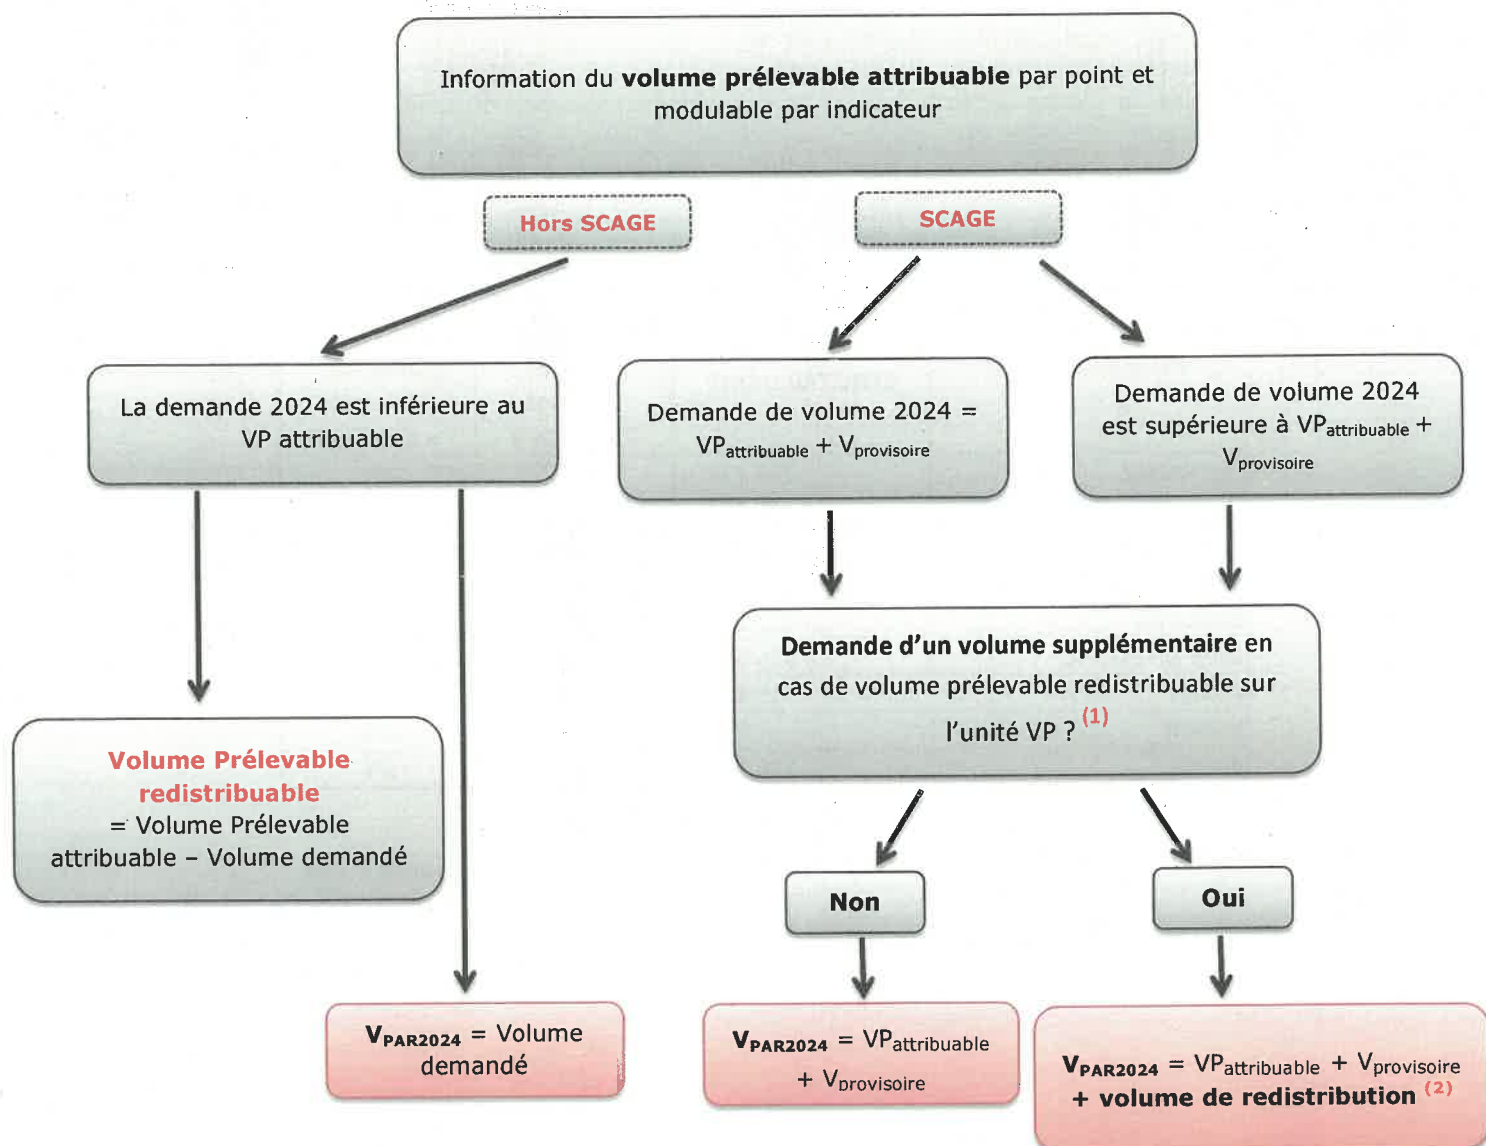 Information du volume prélevable attribuable par point et
modulable par indicateur
Hors SCAGE
SCAGE
La demande 2024 est inférieure au
VP attribuable
Demande de volume 2024 =
VPattribuable + Vprovisoire
Demande de volume 2024
est supérieure à VPattribuable +
Vprovisoire
Demande d'un volume supplémentaire en
cas de volume prélevable redistribuable sur
l'unité VP ? (1)
Volume Prélevable
redistribuable
= Volume Prélevable
attribuable – Volume demandé
Non
Oui
VPAR2024 = Volume
demandé
VPAR2024 = VPattribuable
+ Vprovisoire
VPAR2024 = VPattribuable + Vprovisoire
+ volume de redistribution (2)